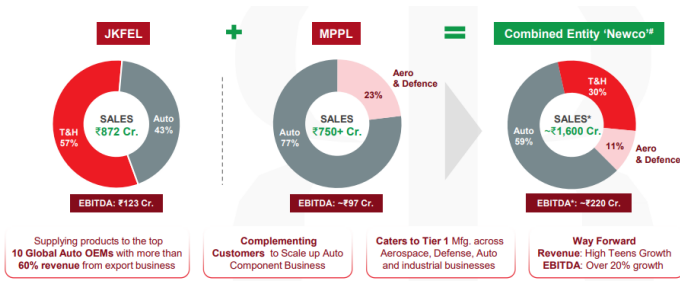 JKFEL
+
MPPL
=
Combined Entity ‘Newco’#
T&H
57%
SALES
₹872 Cr.
Auto
43%
EBITDA: ₹123 Cr.
Aero
& Defence
23%
SALES
₹750+ Cr.
Auto
77%
EBITDA: ~₹97 Cr.
T&H
30%
SALES*
~₹1,600 Cr.
Auto
59%
11%
Aero
& Defence
EBITDA*: ~₹220 Cr.
Supplying products to the top
10 Global Auto OEMs with more than
60% revenue from export business
Complementing
Customers to Scale up Auto
Component Business
Caters to Tier 1 Mfg. across
Aerospace, Defense, Auto
and industrial businesses
Way Forward
Revenue: High Teens Growth
EBITDA: Over 20% growth